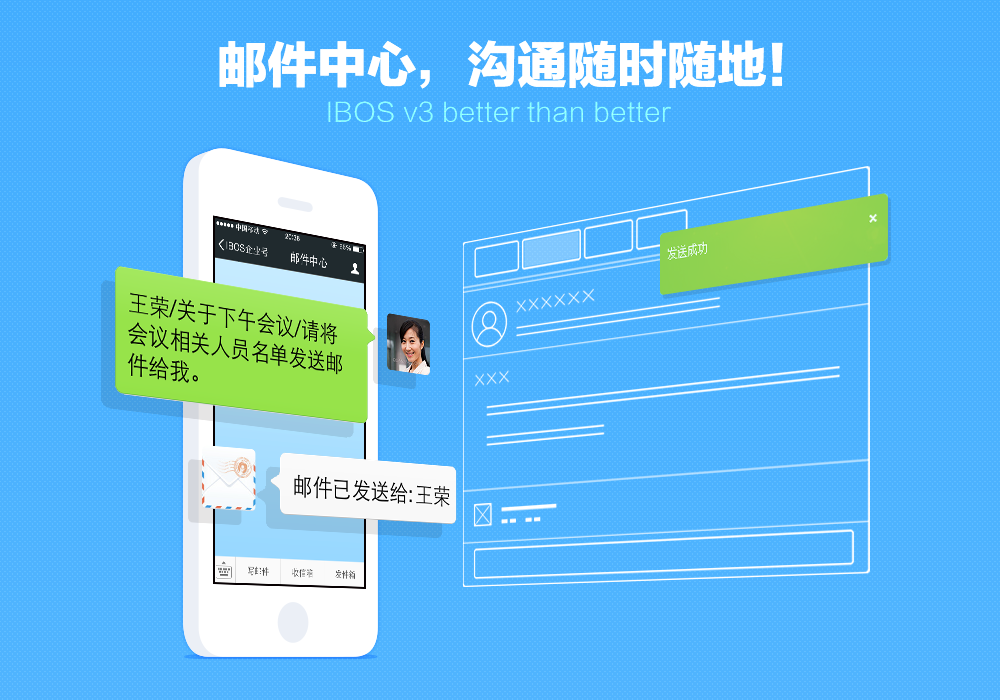 邮件中心，沟通随时随地！
IBOS v3 better than better
中国移动
20:38
IBOS企业号
邮件中心
王荣/关于下午会议/请将
会议相关人员名单发送邮
件给我。
邮件已发送给:王荣
写邮件
收信箱
发件箱
发送成功
×
××××××
×××